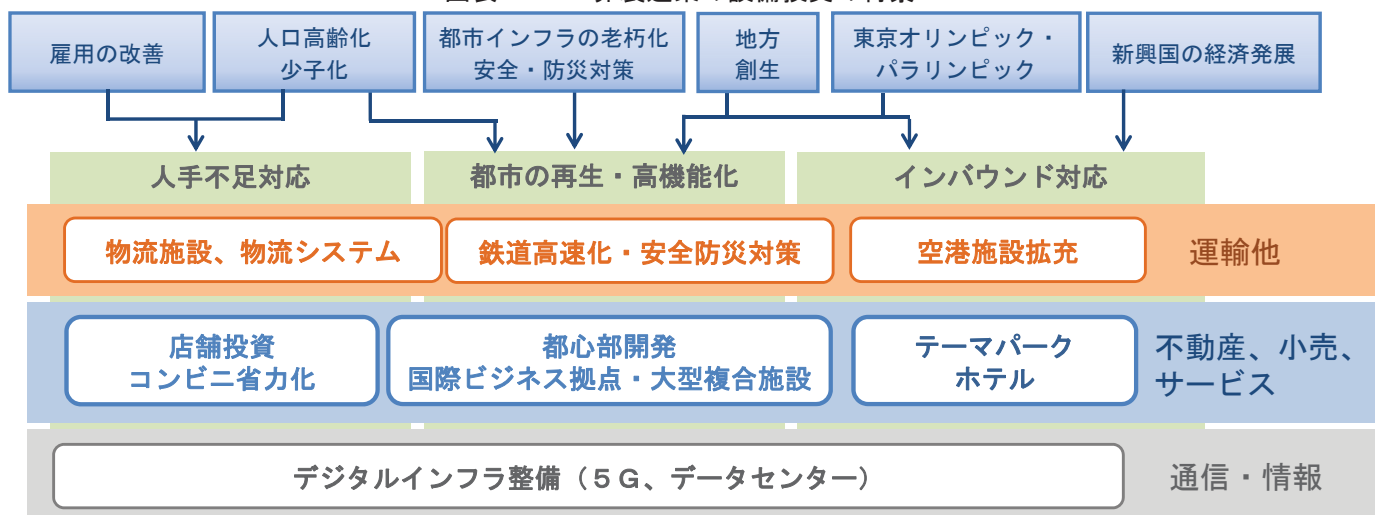 雇用の改善
人口高齢化
少子化
都市インフラの老朽化
安全・防災対策
地方
創生
東京オリンピック・
パラリンピック
新興国の経済発展
人手不足対応
都市の再生・高機能化
インバウンド対応
物流施設、物流システム
鉄道高速化・安全防災対策
空港施設拡充
運輸他
店舗投資
コンビニ省力化
都心部開発
国際ビジネス拠点・大型複合施設
テーマパーク
ホテル
不動産、小売、
サービス
デジタルインフラ整備（５Ｇ、データセンター）
通信・情報